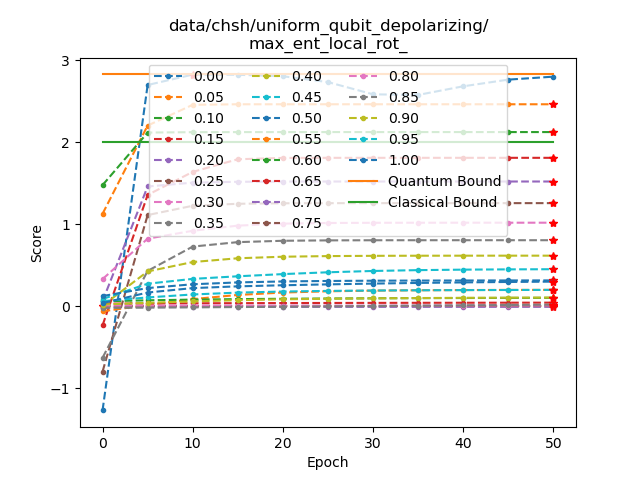 data/chsh/uniform_qubit_depolarizing/
max_ent_local_rot_
3
2
1
0
−1
Score
0.00 0.40 0.80
0.05 0.45 0.85
0.10 0.50 0.90
0.15 0.55 0.95
0.20 0.60 1.00
0.25 0.65 Quantum Bound
0.30 0.70 Classical Bound
0.35 0.75
0 10 20 30 40 50
Epoch